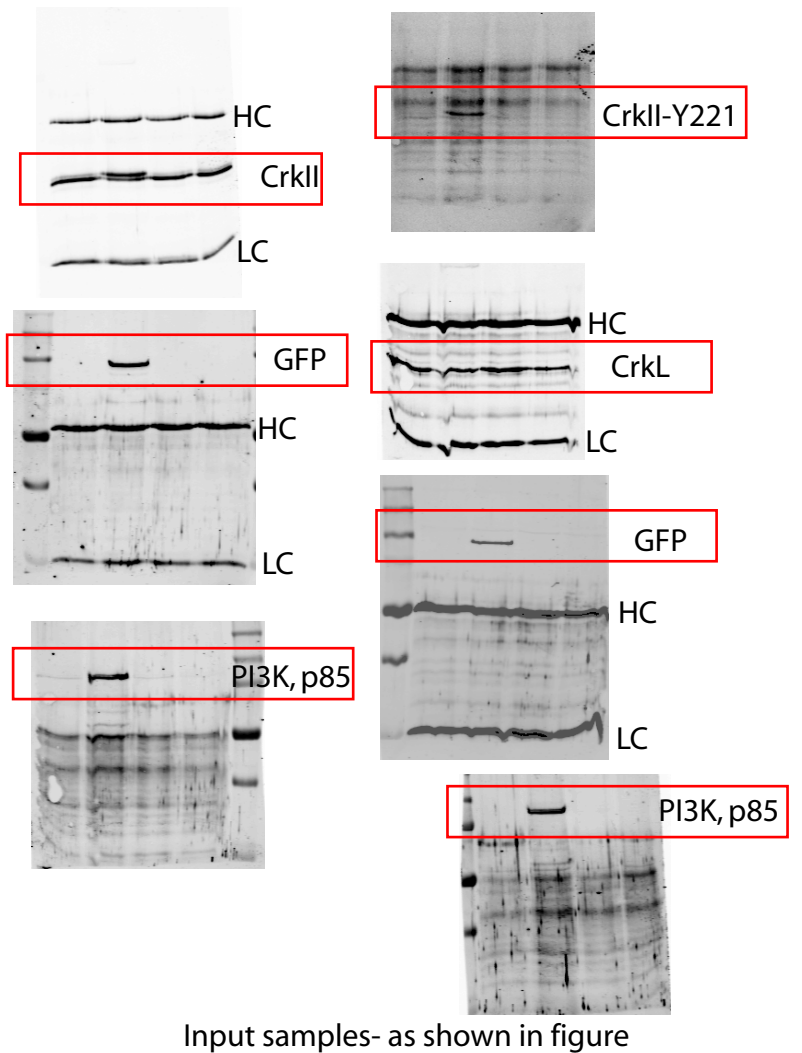 HC
CrkII
LC
CrkII-Y221
GFP
HC
LC
HC
CrkL
LC
GFP
HC
LC
PI3K, p85
PI3K, p85
Input samples- as shown in figure